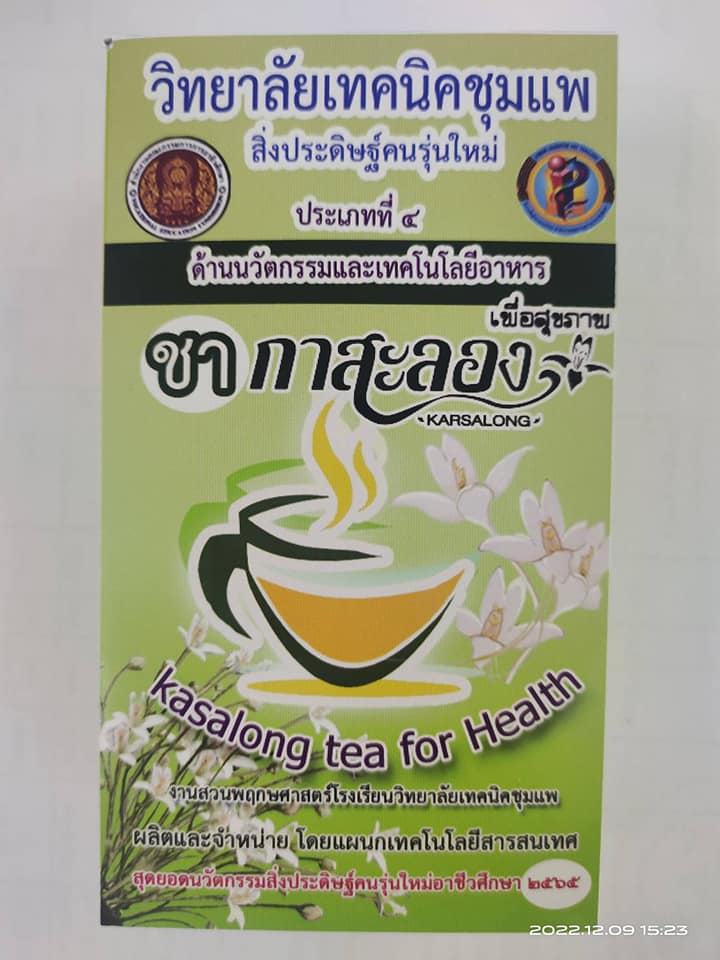 วิทยาลัยเทคนิคชุมแพ
สิ่งประดิษฐ์คนรุ่นใหม่
ประเภทที่ ๔
ด้านนวัตกรรมและเทคโนโลยีอาหาร
เพื่อสุขภาพ
ชา กาสะลอง
-KARSALONG-
kasalong tea for Health
งานสวนพฤกษศาสตร์โรงเรียนวิทยาลัยเทคนิคชุมแพ
ผลิตและจำหน่าย โดยแผนกเทคโนโลยีสารสนเทศ
สุดยอดนวัตกรรมสิ่งประดิษฐ์คนรุ่นใหม่อาชีวศึกษา ๒๕๖๕
2022.12.09 15:23